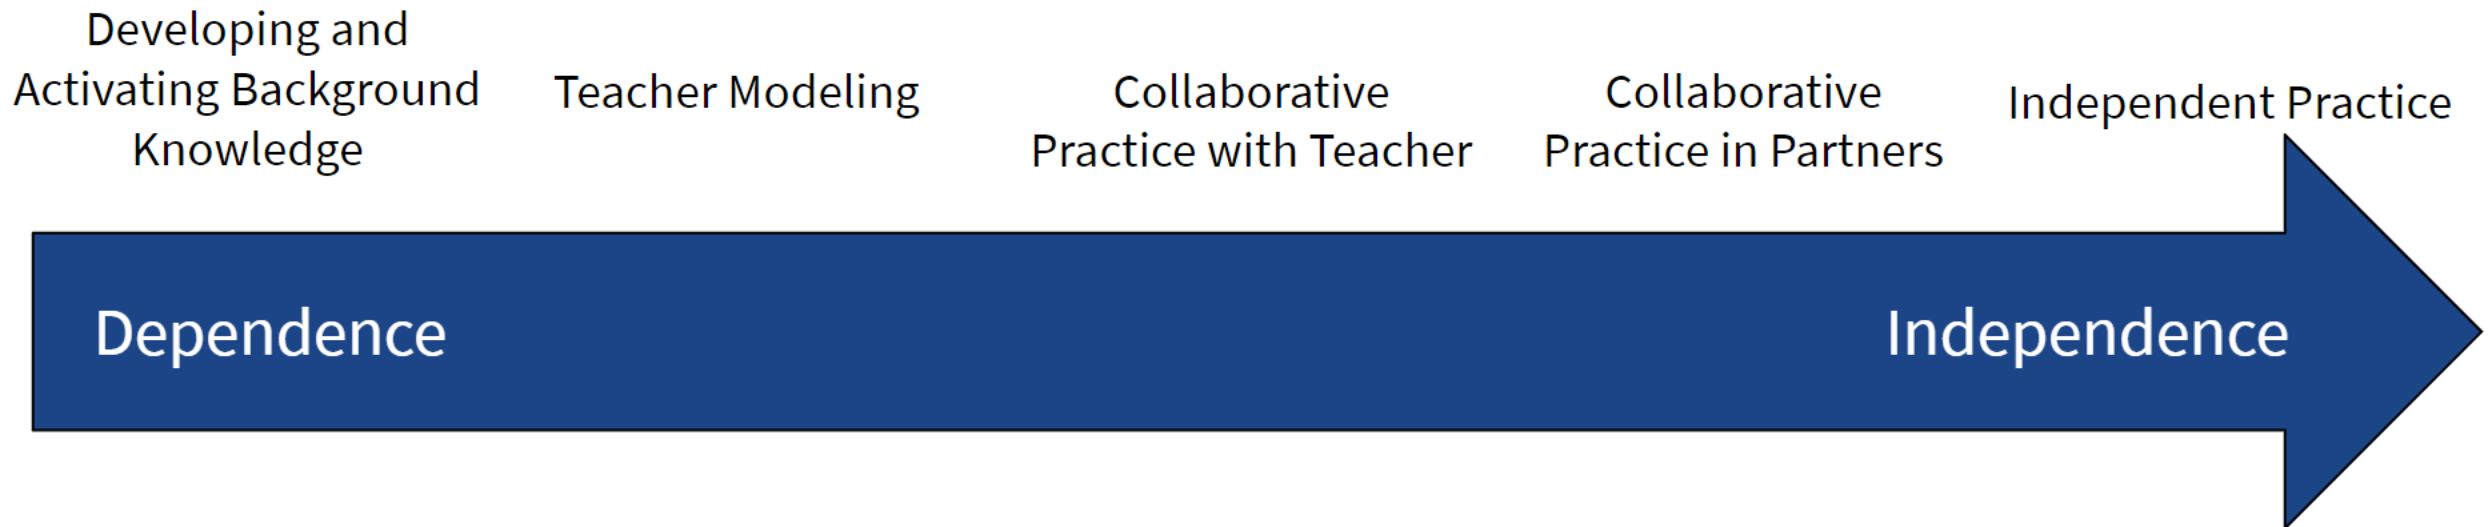 Developing and
Activating Background
Knowledge
Teacher Modeling
Collaborative
Practice with Teacher
Collaborative
Practice in Partners
Independent Practice
Dependence
Independence